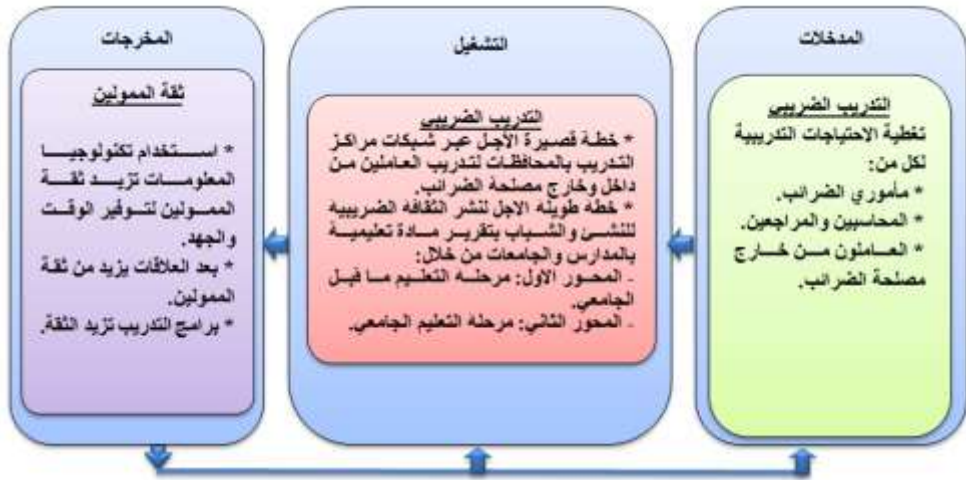 المدخلات
التدريب الضريبي
تغطية الاحتياجات التدريبية
لكل من:
* مأموري الضرائب.
* المحاسبين والمراجعين.
* العاملون من خارج
مصلحة الضرائب.
التشغيل
التدريب الضريبي
* خطة قصيرة الأجل عبر شبكات مراكز
التدريب بالمحافظات لتدريب العاملين من
داخل وخارج مصلحة الضرائب.
* خطه طويله الاجل لنشر الثقافه الضريبيه
للنشئ والشباب بتقرير مادة تعليمية
بالمدارس والجامعات من خلال:
- المحور الاول: مرحله التعليم ما قبل
الجامعي.
- المحور الثاني: مرحلة التعليم الجامعي.
المخرجات
ثقة الممولين
* استخدام تكنولوجيا
المعلومات تزيد ثقة
الممولين لتوفير الوقت
والجهد.
* بعد العلاقات يزيد من ثقة
الممولين.
* برامج التدريب تزيد الثقة.